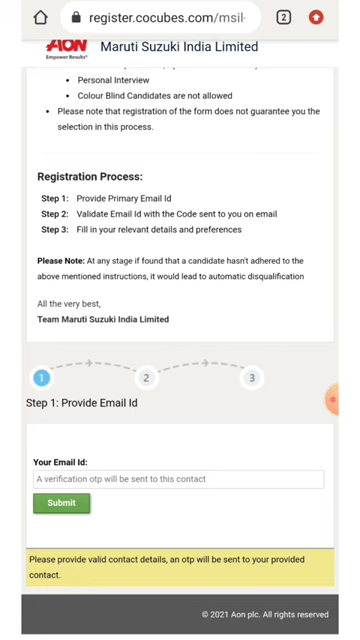 register.cocubes.com/msil-
2
AON
Empower Results®
Maruti Suzuki India Limited
• Personal Interview
• Colour Blind Candidates are not allowed
• Please note that registration of the form does not guarantee you the
selection in this process.
Registration Process:
Step 1: Provide Primary Email Id
Step 2: Validate Email Id with the Code sent to you on email
Step 3: Fill in your relevant details and preferences
Please Note: At any stage if found that a candidate hasn't adhered to the
above mentioned instructions, it would lead to automatic disqualification
All the very best,
Team Maruti Suzuki India Limited
1 2 3
Step 1: Provide Email Id
Your Email Id:
A verification otp will be sent to this contact
Submit
Please provide valid contact details, an otp will be sent to your provided
contact.
© 2021 Aon plc. All rights reserved